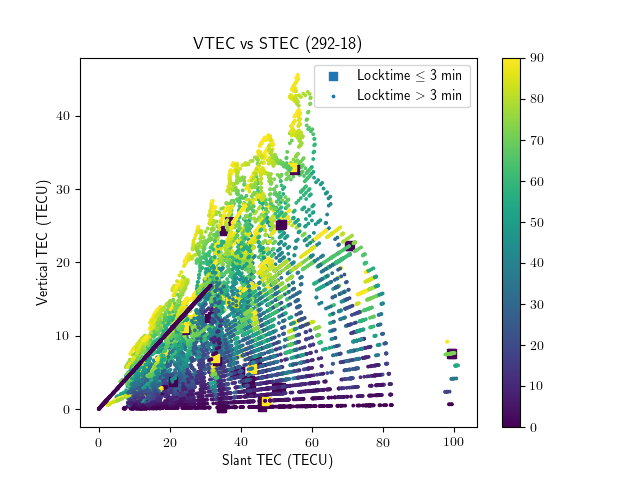 VTEC vs STEC (292-18)
Locktime ≤ 3 min
Locktime > 3 min
Vertical TEC (TECU)
40
30
20
10
0
0 20 40 60 80 100
Slant TEC (TECU)
90
80
70
60
50
40
30
20
10
0